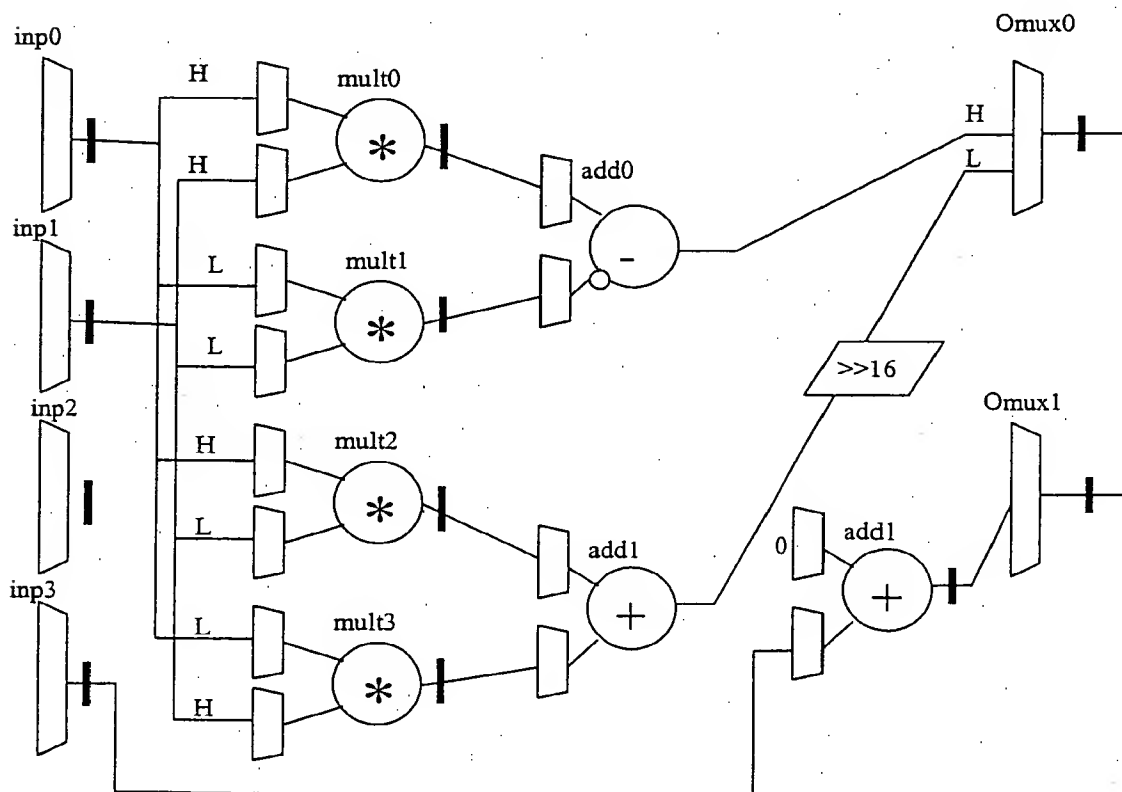 inp0
Omux0
H
mult0
*
H
add0
H
L
-
inp1
L
mult1
*
L
>>16
inp2
Omux1
H
mult2
*
L
0
add1
+
add1
+
inp3
L
mult3
*
H